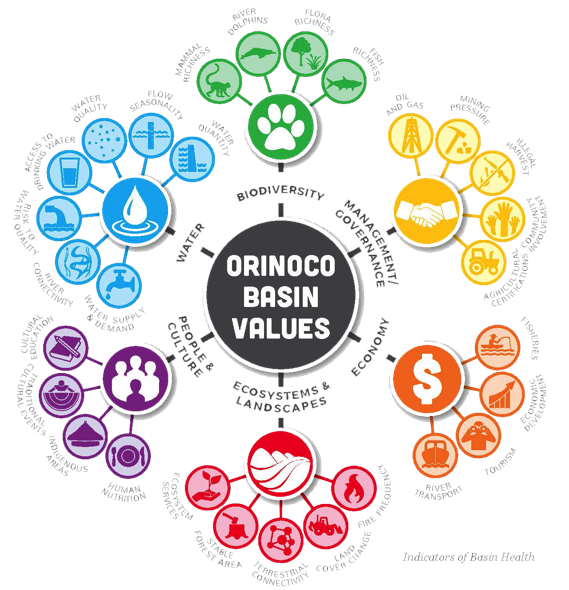 RIVER
DOLPHINS
FLORA
RICHNESS
MAMMAL
RICHNESS
FISH
RICHNESS
BIODIVERSITY
OIL
AND GAS
MINING
PRESSURE
ILLEGAL
HARVEST
COMMUNITY
INVOLVEMENT
AGRICULTURAL
CERTIFICATIONS
MANAGEMENT/
GOVERNANCE
WATER
QUALITY
FLOW
SEASONALITY
WATER
QUANTITY
ACCESS TO
DRINKING WATER
RISK TO
WATER QUALITY
RIVER
CONNECTIVITY
WATER SUPPLY
& DEMAND
WATER
ORINOCO
BASIN
VALUES
PEOPLE &
CULTURE
ECONOMY
ECOSYSTEMS &
LANDSCAPES
CULTURAL
EDUCATION
TRADITIONAL
CULTURAL EVENTS
INDIGENOUS
AREAS
HUMAN
NUTRITION
$
FISHERIES
ECONOMIC
DEVELOPMENT
TOURISM
RIVER
TRANSPORT
ECOSYSTEM
SERVICES
STABLE
FOREST AREA
TERRESTRIAL
CONNECTIVITY
LAND
COVER CHANGE
FIRE FREQUENCY
Indicators of Basin Health